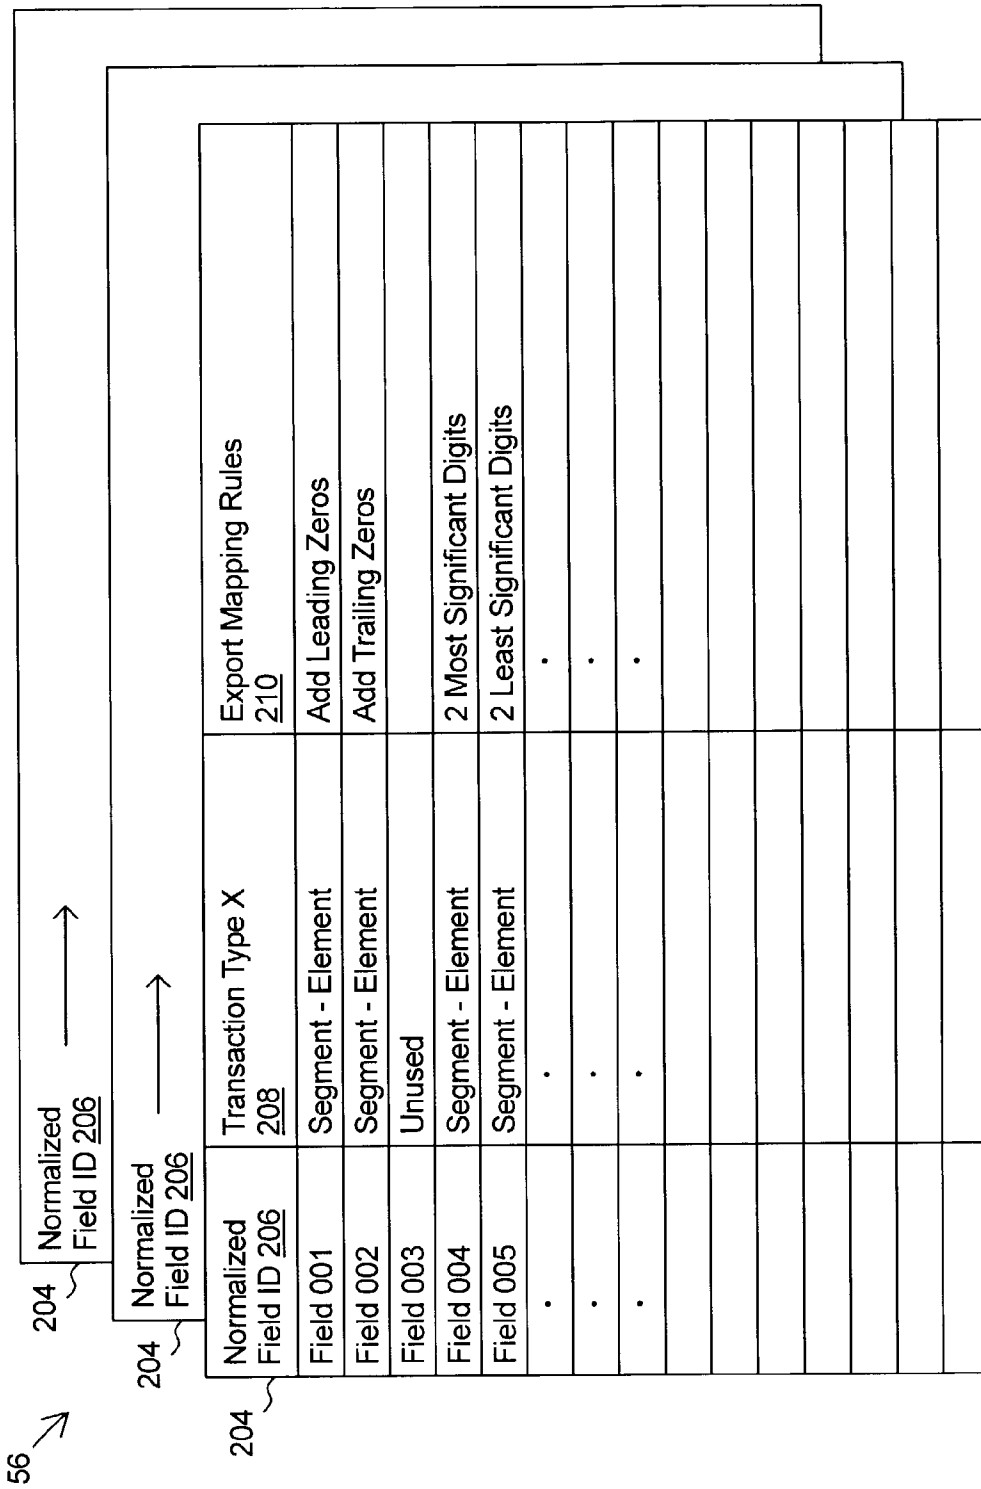 56
204
Normalized
Field ID 206
204
Normalized
Field ID 206
204
Normalized
Field ID 206
Transaction Type X
208
Export Mapping Rules
210
Field 001
Segment - Element
Add Leading Zeros
Field 002
Segment - Element
Add Trailing Zeros
Field 003
Unused
Field 004
Segment - Element
2 Most Significant Digits
Field 005
Segment - Element
2 Least Significant Digits
. . .
. . .
. . .